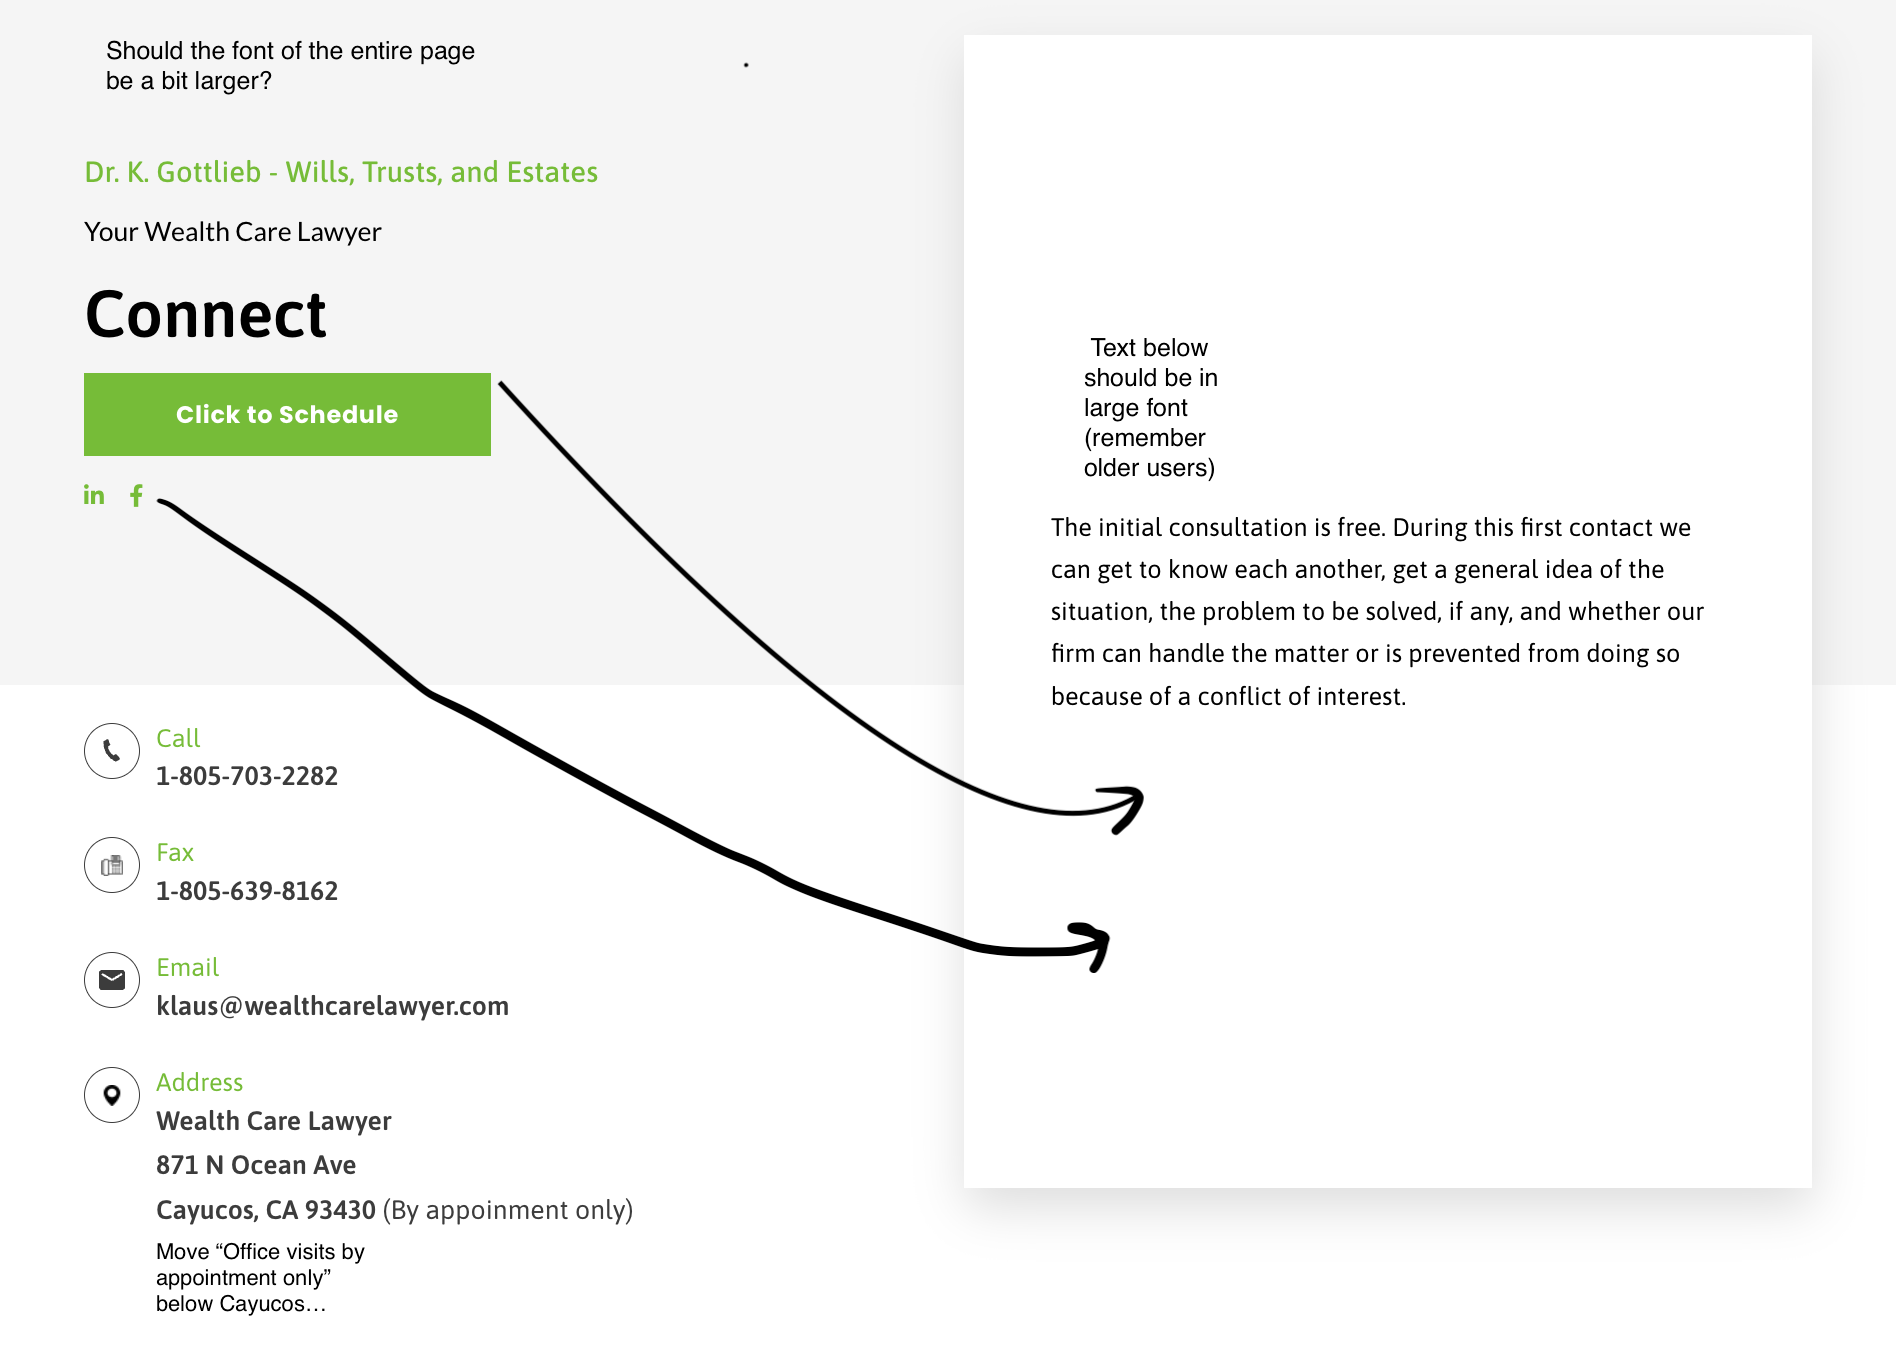 Should the font of the entire page
be a bit larger?
Dr. K. Gottlieb - Wills, Trusts, and Estates
Your Wealth Care Lawyer
Connect
Click to Schedule
in f
Call
1-805-703-2282
Fax
1-805-639-8162
Email
klaus@wealthcarelawyer.com
Address
Wealth Care Lawyer
871 N Ocean Ave
Cayucos, CA 93430 (By appoinment only)
Move “Office visits by
appointment only”
below Cayucos…
Text below
should be in
large font
(remember
older users)
The initial consultation is free. During this first contact we
can get to know each another, get a general idea of the
situation, the problem to be solved, if any, and whether our
firm can handle the matter or is prevented from doing so
because of a conflict of interest.